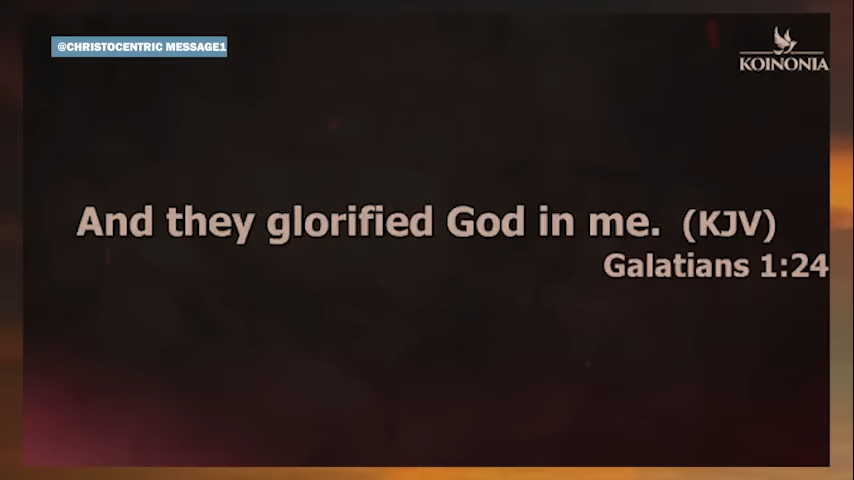 @CHRISTOCENTRIC MESSAGE1
KOINONIA
And they glorified God in me. (KJV)
Galatians 1:24